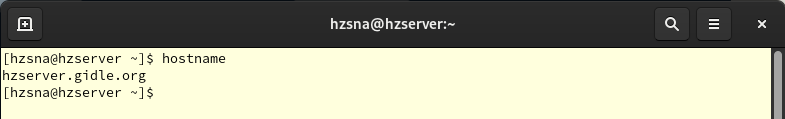 hzsna@hzserver:~
[hzsna@hzserver ~]$ hostname
hzserver.gidle.org
[hzsna@hzserver ~]$